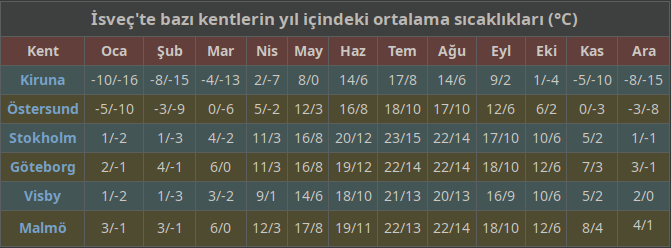 İsveç'te bazı kentlerin yıl içindeki ortalama sıcaklıkları (°C)
Kent Oca Şub Mar Nis May Haz Tem Ağu Eyl Eki Kas Ara
Kiruna -10/-16 -8/-15 -4/-13 2/-7 8/0 14/6 17/8 14/6 9/2 1/-4 -5/-10 -8/-15
Östersund -5/-10 -3/-9 0/-6 5/-2 12/3 16/8 18/10 17/10 12/6 6/2 0/-3 -3/-8
Stokholm 1/-2 1/-3 4/-2 11/3 16/8 20/12 23/15 22/14 17/10 10/6 5/2 1/-1
Göteborg 2/-1 4/-1 6/0 11/3 16/8 19/12 22/14 22/14 18/10 12/6 7/3 3/-1
Visby 1/-2 1/-3 3/-2 9/1 14/6 18/10 21/13 20/13 16/9 10/6 5/2 2/0
Malmö 3/-1 3/-1 6/0 12/3 17/8 19/11 22/13 22/14 18/10 12/6 8/4 4/1